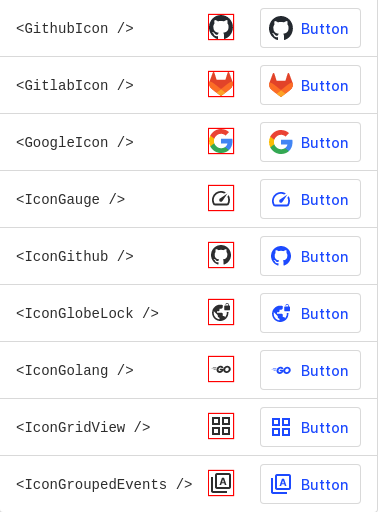 <GithubIcon /> Button
<GitlabIcon /> Button
<GoogleIcon /> Button
<IconGauge /> Button
<IconGithub /> Button
<IconGlobeLock /> Button
<IconGolang /> GO GO Button
<IconGridView /> Button
<IconGroupedEvents /> A A Button